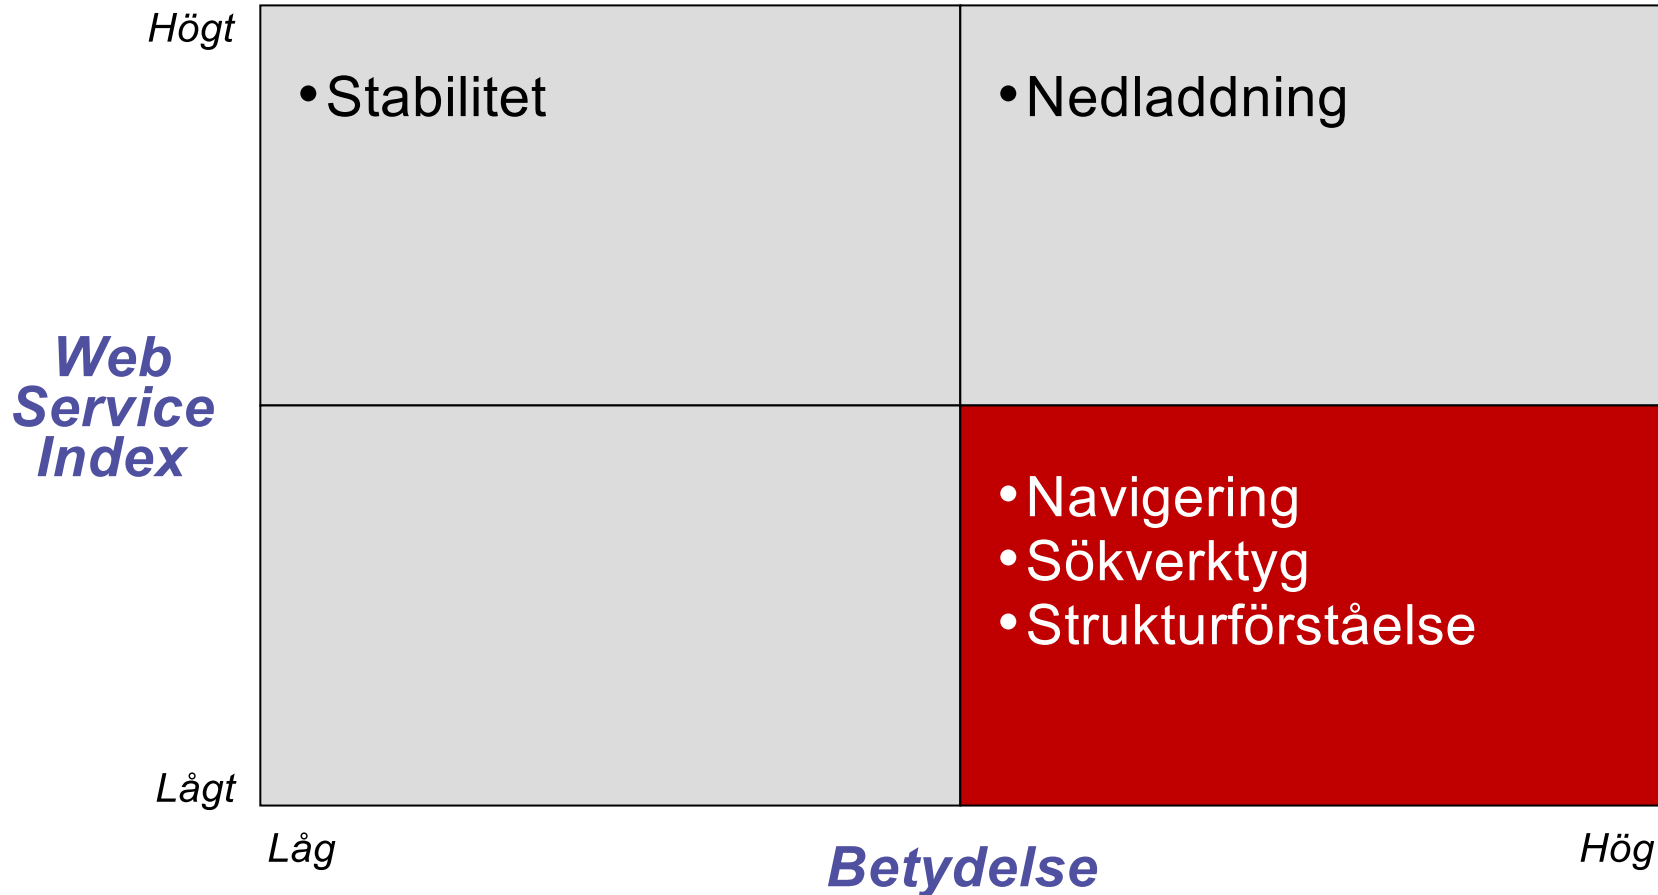 Högt
• Stabilitet
• Nedladdning
Web
Service
Index
• Navigering
• Sökverktyg
• Strukturförståelse
Lågt
Låg
Betydelse
Hög